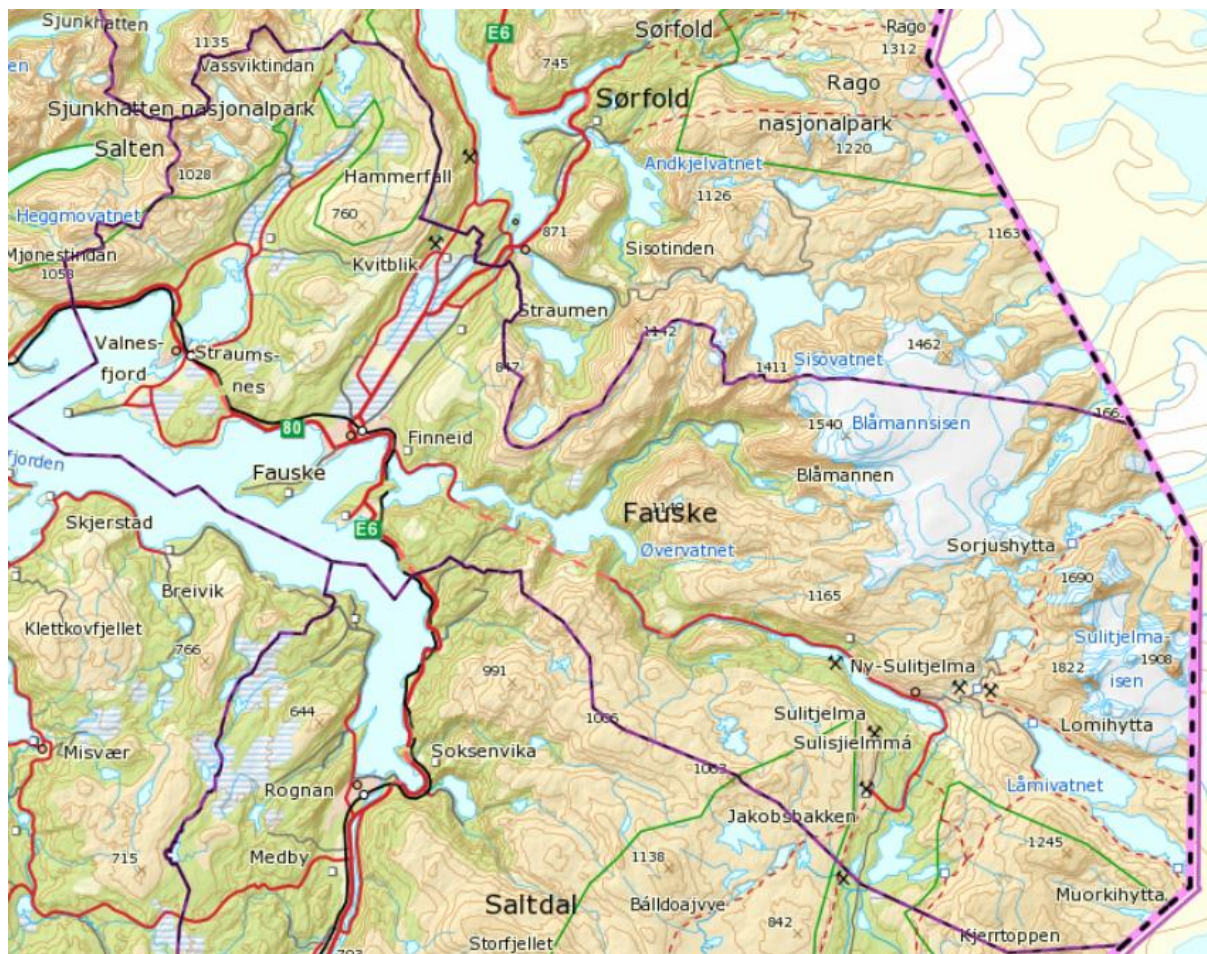 Sjunkhatten
1135
Vassviktindan
E6
Sørfold
745
Rago
1312
Sjunkhatten nasjonalpark
Sørfold
Rago
nasjonalpark
1220
Salten
1028
Hammerfall
Andkjelvatnet
1126
Heggmovatnet
760
871
Sisotinden
1163
Mjønestindan
1058
Kvitblik
Straumen
1142
1462
Valnes-
fjord
Straums-
nes
847
1411
Sisovatnet
166
80
Finneid
1540
Blåmannsisen
fjorden
Fauske
Blåmannen
Skjerstad
E6
Fauske
Øvervatnet
Sorjushytta
1690
Breivik
1165
Klettkovfjellet
766
991
Ny-Sulitjelma
1822
Sulitjelma-
1908
isen
644
1005
Sulitjelma
Lomihytta
Sulisjielmmá
Misvær
Soksenvika
1063
Rognan
Låmivatnet
Jakobsbakken
715
Medby
1138
1245
Saltdal
Bálldoajvve
842
Muorkihytta
Storfjellet
Kjerrtoppen